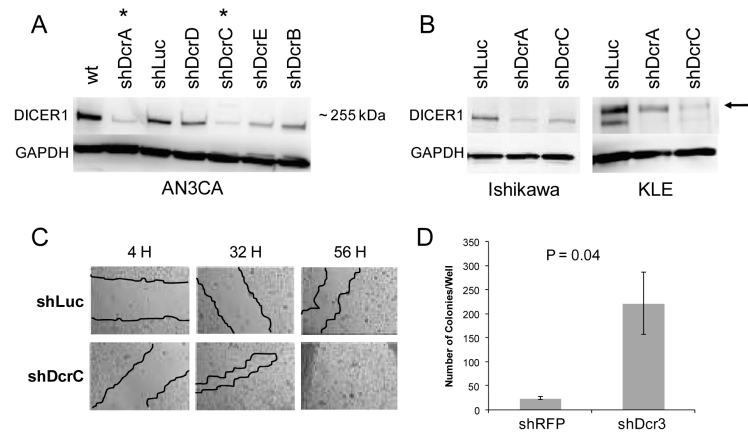 A
wt
shDcrA *
shLuc
shDcrD
shDcrC *
shDcrE
shDcrB
DICER1
~255 kDa
GAPDH
AN3CA
B
shLuc
shDcrA
shDcrC
shLuc
shDcrA
shDcrC
DICER1
GAPDH
Ishikawa
KLE
C
4 H
32 H
56 H
shLuc
shDcrC
D
P = 0.04
Number of Colonies/Well
350
300
250
200
150
100
50
0
shRFP
shDcr3